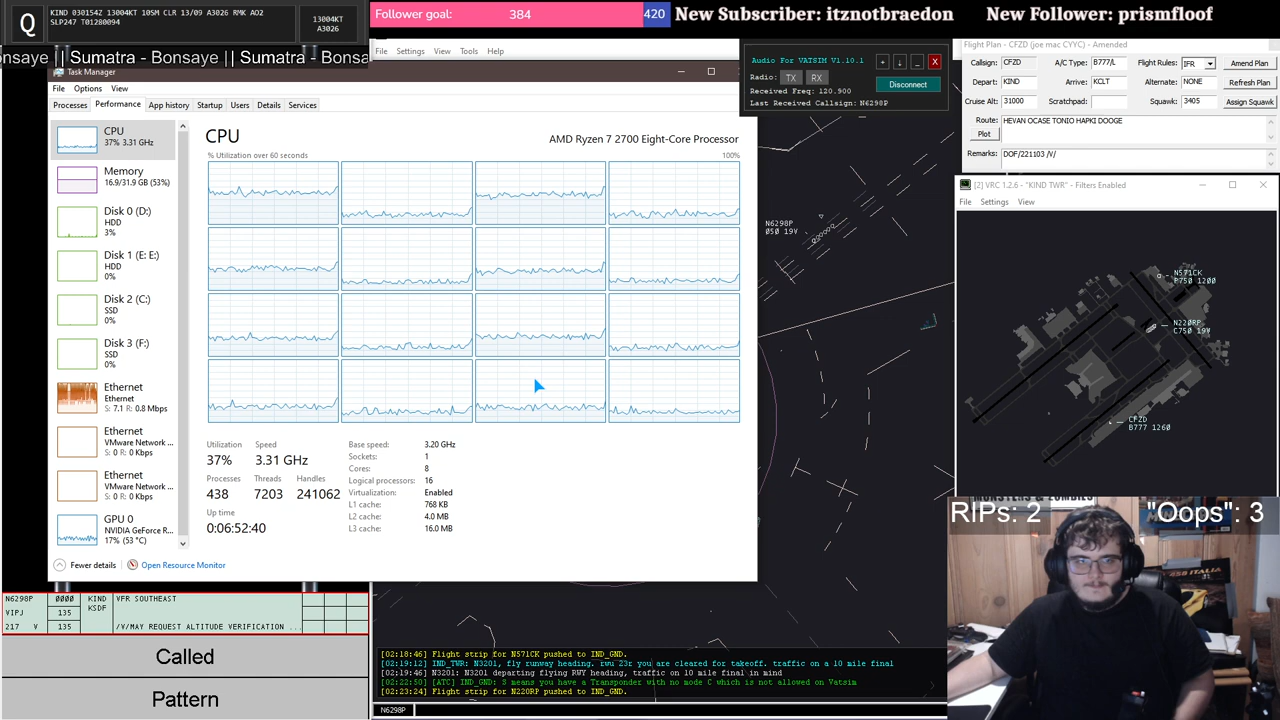 Q
KIND 030154Z 13004KT 10SM CLR 13/09 A3026 RMK AO2
SLP247 T01280094
13004KT
A3026
nsaye || Sumatra - Bonsaye || Sumatra - Bonsa
Follower goal:
384
420
New Subscriber: itznotbraedon
New Follower: prismfloof
File Settings View Tools Help
Task Manager
File Options View
Processes Performance App history Startup Users Details Services
CPU
37% 3.31 GHz
Memory
16.9/31.9 GB (53%)
Disk 0 (D:)
HDD
3%
Disk 1 (E: E:)
HDD
0%
Disk 2 (C:)
SSD
0%
Disk 3 (F:)
SSD
0%
Ethernet
Ethernet
S: 7.1 R: 0.8 Mbps
Ethernet
VMware Network ...
S: 0 R: 0 Kbps
Ethernet
VMware Network ...
S: 0 R: 0 Kbps
GPU 0
NVIDIA GeForce R...
17% (53 °C)
CPU
AMD Ryzen 7 2700 Eight-Core Processor
% Utilization over 60 seconds
100%
Utilization
37%
Speed
3.31 GHz
Processes
438
Threads
7203
Handles
241062
Up time
0:06:52:40
Base speed: 3.20 GHz
Sockets: 1
Cores: 8
Logical processors: 16
Virtualization: Enabled
L1 cache: 768 KB
L2 cache: 4.0 MB
L3 cache: 16.0 MB
Fewer details
Open Resource Monitor
Audio For VATSIM V1.10.1
+ ↓ _ X
Radio: TX RX
Disconnect
Received Freq: 120.900
Last Received Callsign: N6298P
N6298P
050 19V
Flight Plan - CFZD (joe mac CYYC) - Amended
Callsign: CFZD A/C Type: B777/L Flight Rules: IFR Amend Plan
Depart: KIND Arrive: KCLT Alternate: NONE Refresh Plan
Cruise Alt: 31000 Scratchpad: Squawk: 3405 Assign Squawk
Route: HEVAN OCASE TONIO HAPKI DOOGE
Plot
Remarks: DOF/221103 /V/
[2] VRC 1.2.6 - "KIND TWR" - Filters Enabled
File Settings View
N571CK
P750 1200
N220RP
C750 19V
CFZD
B777 1260
RIPs: 2
"Oops": 3
458 ITALIA
N6298P 0000 KIND VFR SOUTHEAST
KSDF
VIPJ 135
217 V 135 /V/MAY REQUEST ALTITUDE VERIFICATION ...
Called
Pattern
[02:18:46] Flight strip for N571CK pushed to IND_GND.
[02:19:12] IND_TWR: N3201, fly runway heading. rwu 23r you are cleared for takeoff. traffic on a 10 mile final
[02:19:46] N3201: N3201 departing flying RWY heading, traffic on 10 mile final in mind
[02:22:50] [ATC] IND_GND: S means you have a Transponder with no mode C which is not allowed on Vatsim
[02:23:24] Flight strip for N220RP pushed to IND_GND.
N6298P